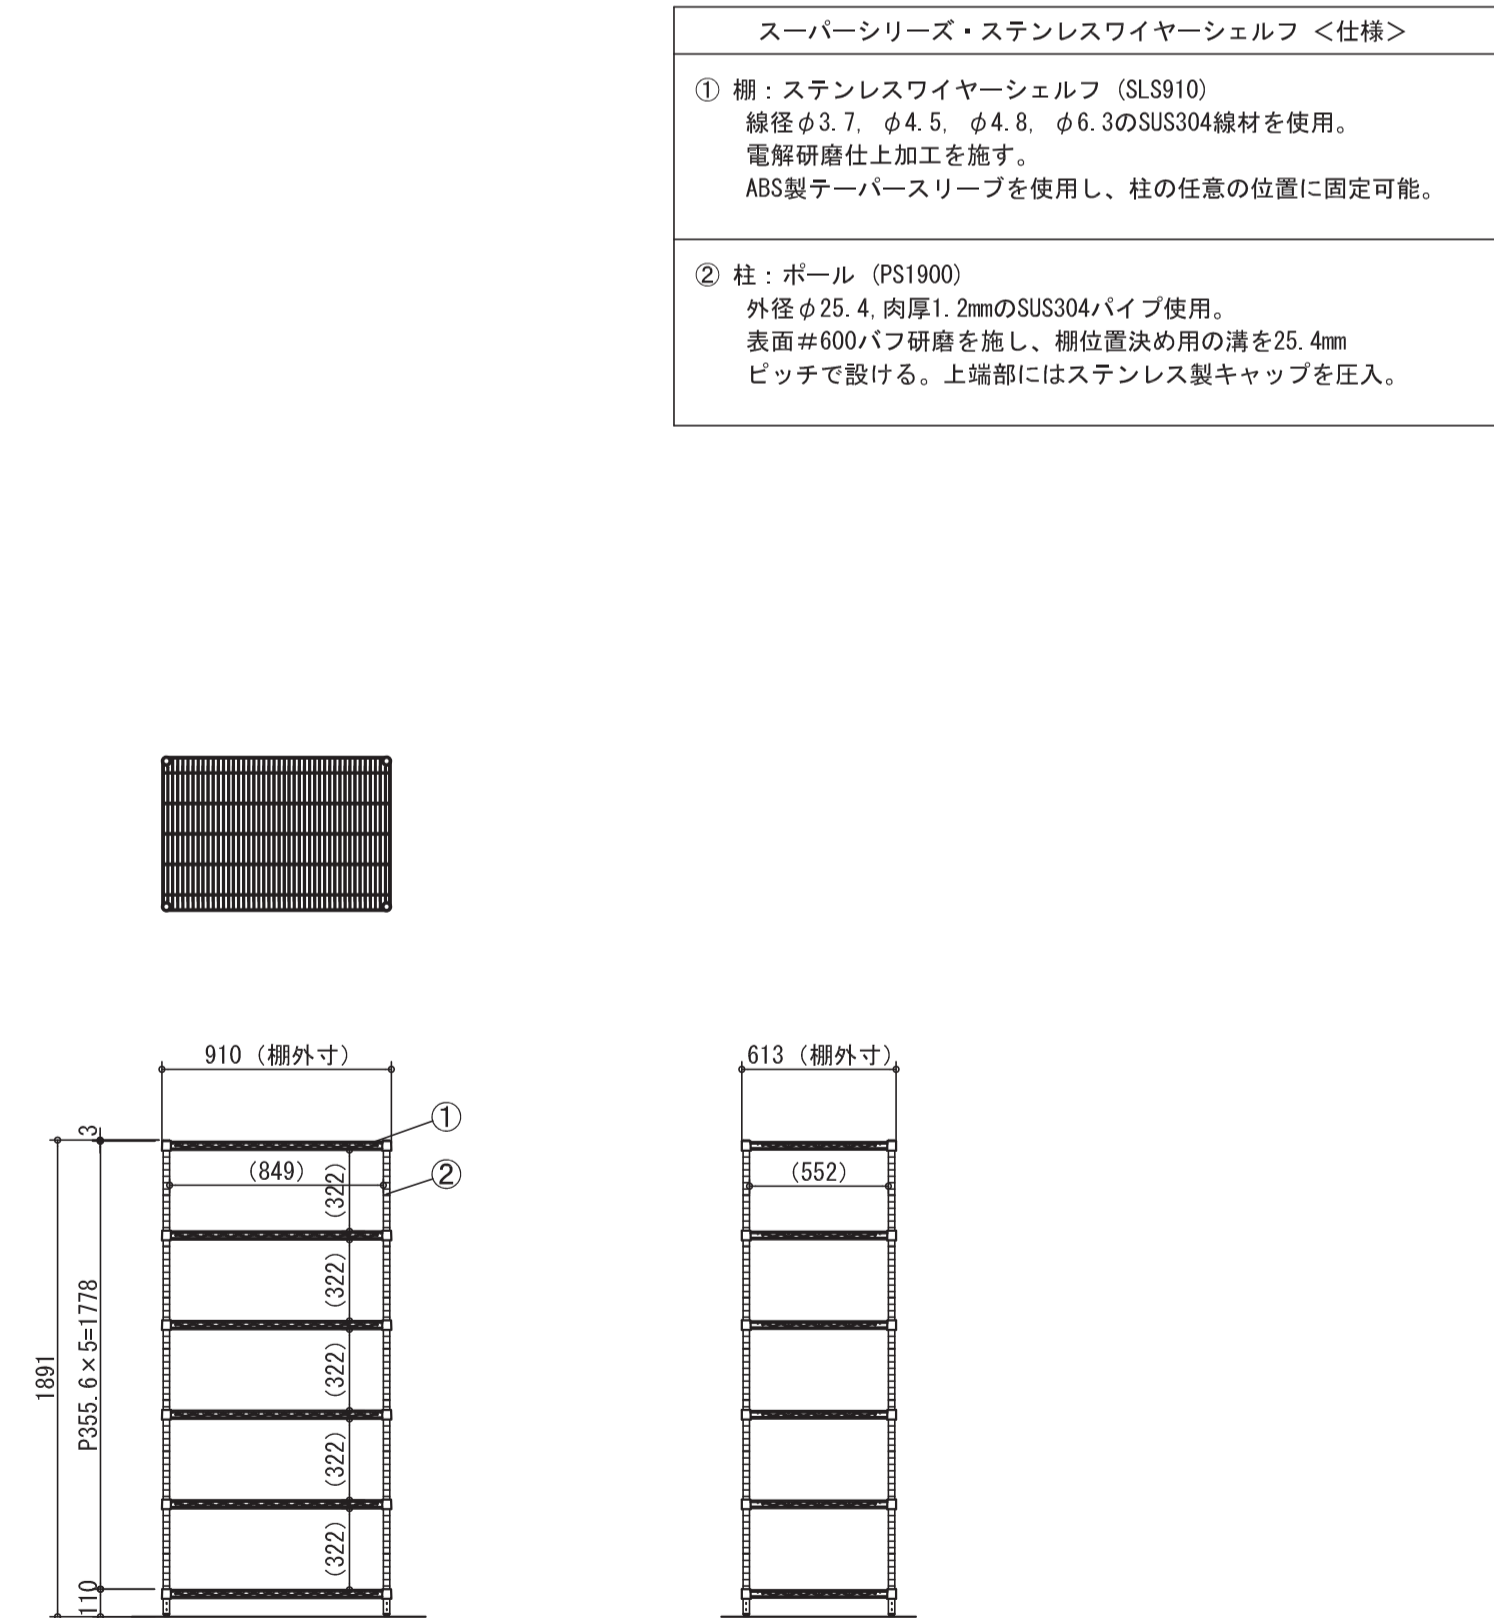 スーパーシリーズ・ステンレスワイヤーシェルフ ＜仕様＞
① 棚：ステンレスワイヤーシェルフ (SLS910)
線径φ3.7, φ4.5, φ4.8, φ6.3のSUS304線材を使用。
電解研磨仕上加工を施す。
ABS製テーパースリーブを使用し、柱の任意の位置に固定可能。
② 柱：ポール (PS1900)
外径φ25.4,肉厚1.2mmのSUS304パイプ使用。
表面＃600バフ研磨を施し、棚位置決め用の溝を25.4mm
ピッチで設ける。上端部にはステンレス製キャップを圧入。
910 (棚外寸)
613 (棚外寸)
①
②
3
(849)
(552)
(322)
(322)
(322)
(322)
(322)
P355.6×5=1778
1891
110